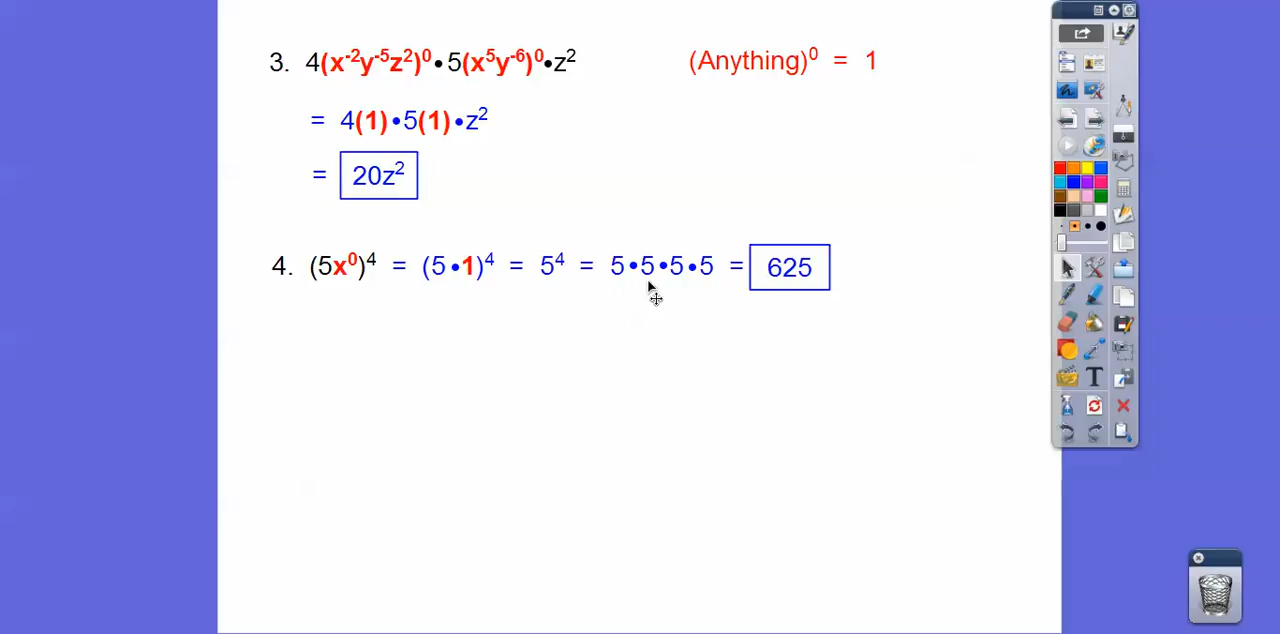 3. 4(x⁻²y⁻⁵z²)⁰•5(x⁵y⁻⁶)⁰•z² (Anything)⁰ = 1
= 4(1)•5(1)•z²
= 20z²
4. (5x⁰)⁴ = (5•1)⁴ = 5⁴ = 5•5•5•5 = 625